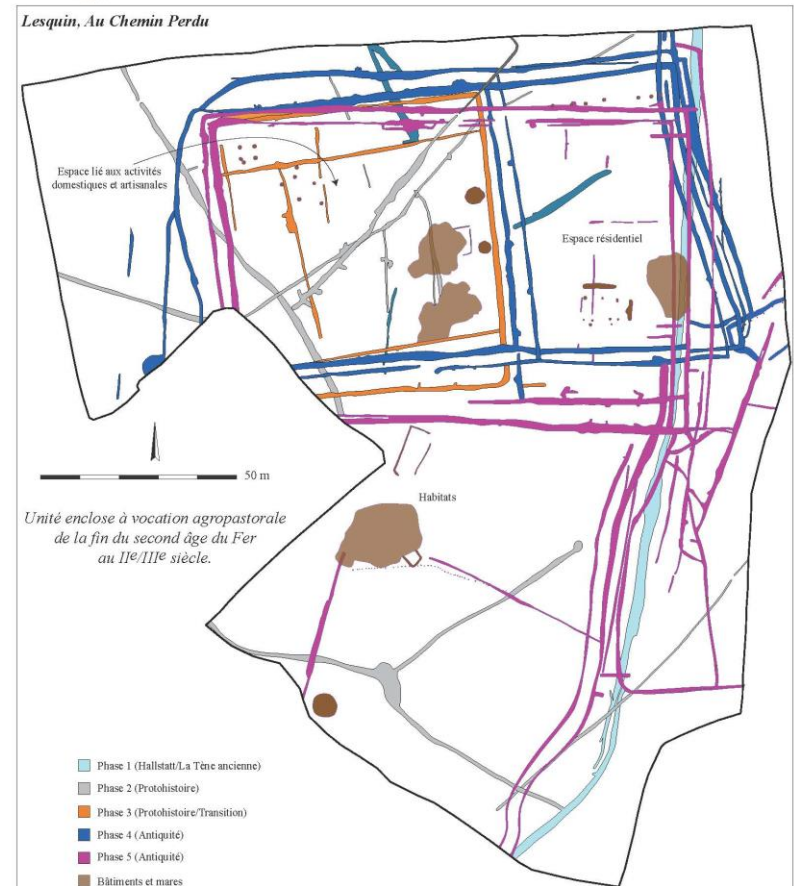 Lesquin, Au Chemin Perdu
Espace lié aux activités
domestiques et artisanales
Espace résidentiel
50 m
Habitats
Unité enclose à vocation agropastorale
de la fin du second âge du Fer
au IIe/IIIe siècle.
Phase 1 (Hallstatt/La Tène ancienne)
Phase 2 (Protohistoire)
Phase 3 (Protohistoire/Transition)
Phase 4 (Antiquité)
Phase 5 (Antiquité)
Bâtiments et mares